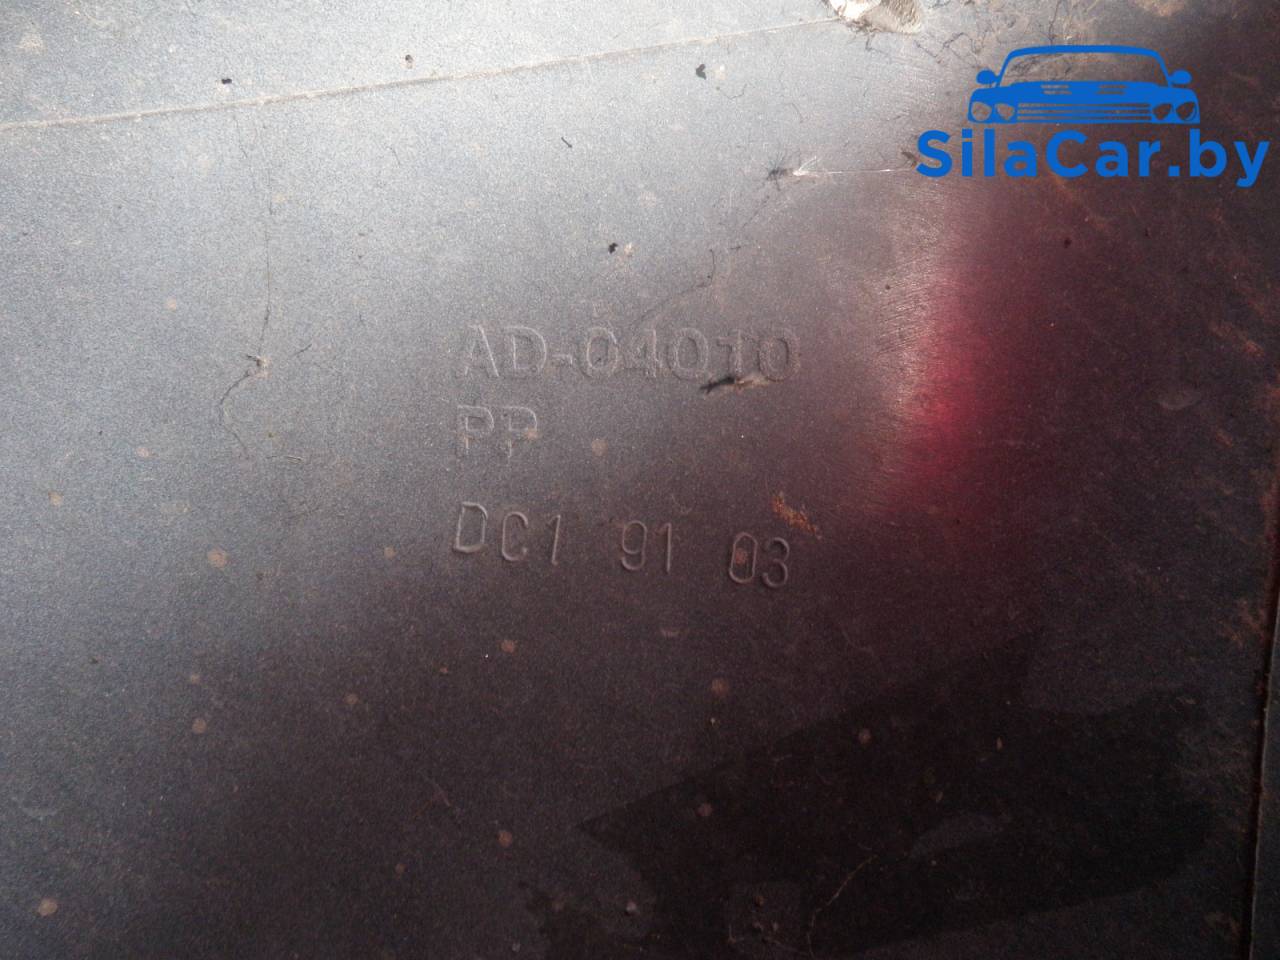 SilaCar.by
AD-04010
PP
DC1 91 03